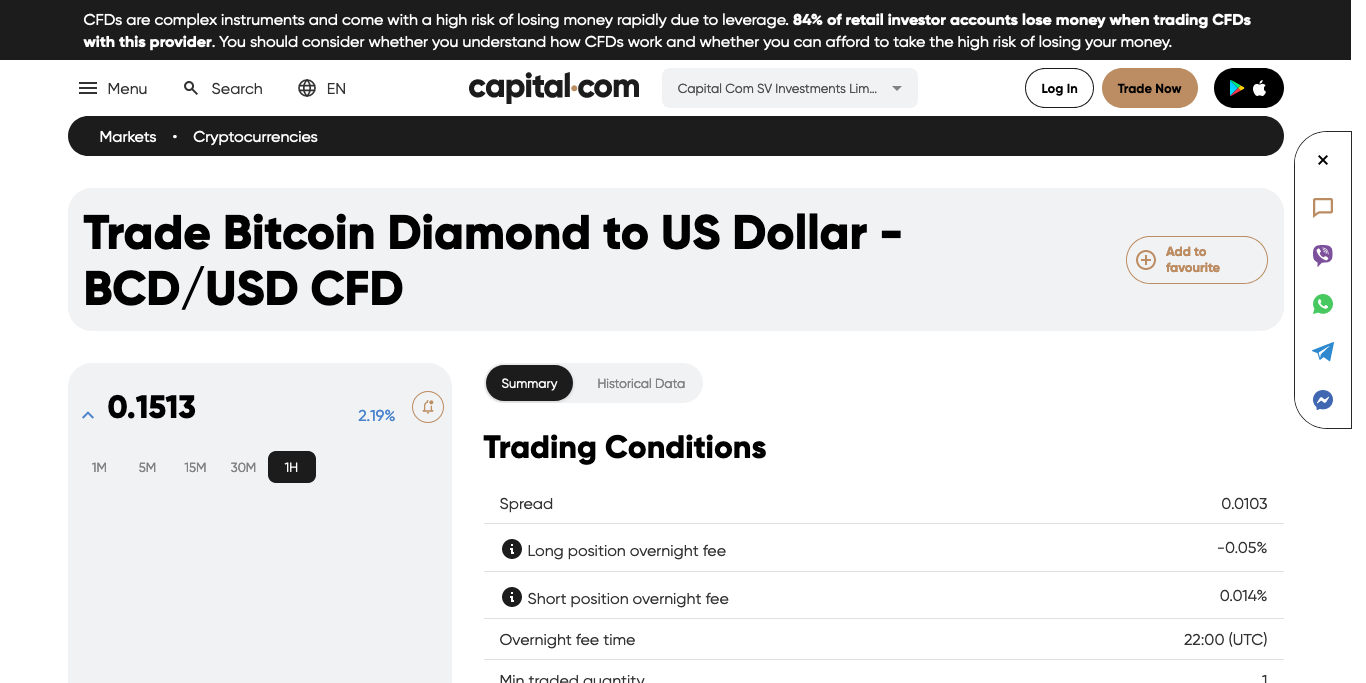 CFDs are complex instruments and come with a high risk of losing money rapidly due to leverage. 84% of retail investor accounts lose money when trading CFDs
with this provider. You should consider whether you understand how CFDs work and whether you can afford to take the high risk of losing your money.
Menu Search EN capital.com Capital Com SV Investments Lim... Log In Trade Now
Markets • Cryptocurrencies
Trade Bitcoin Diamond to US Dollar -
BCD/USD CFD
Add to
favourite
0.1513 2.19%
1M 5M 15M 30M 1H
Summary Historical Data
Trading Conditions
Spread 0.0103
Long position overnight fee -0.05%
Short position overnight fee 0.014%
Overnight fee time 22:00 (UTC)
Min traded quantity 1